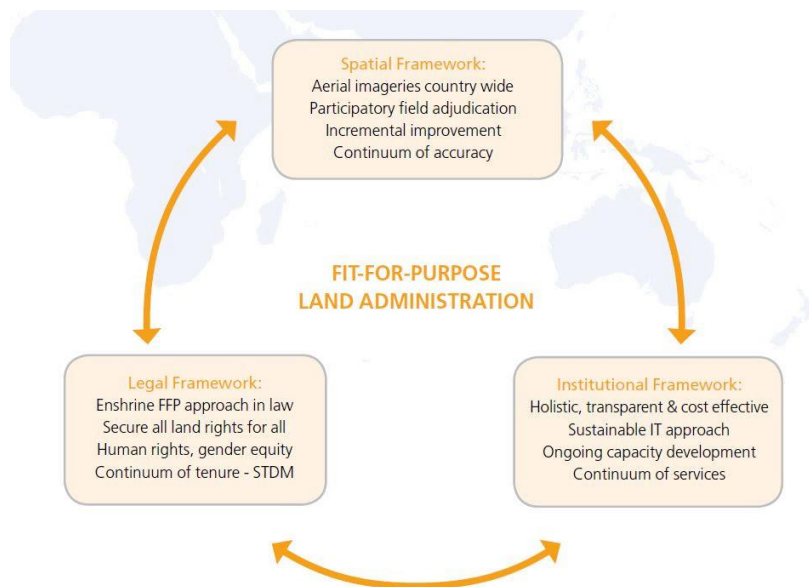 Spatial Framework:
Aerial imageries country wide
Participatory field adjudication
Incremental improvement
Continuum of accuracy
FIT-FOR-PURPOSE
LAND ADMINISTRATION
Legal Framework:
Enshrine FFP approach in law
Secure all land rights for all
Human rights, gender equity
Continuum of tenure - STDM
Institutional Framework:
Holistic, transparent & cost effective
Sustainable IT approach
Ongoing capacity development
Continuum of services